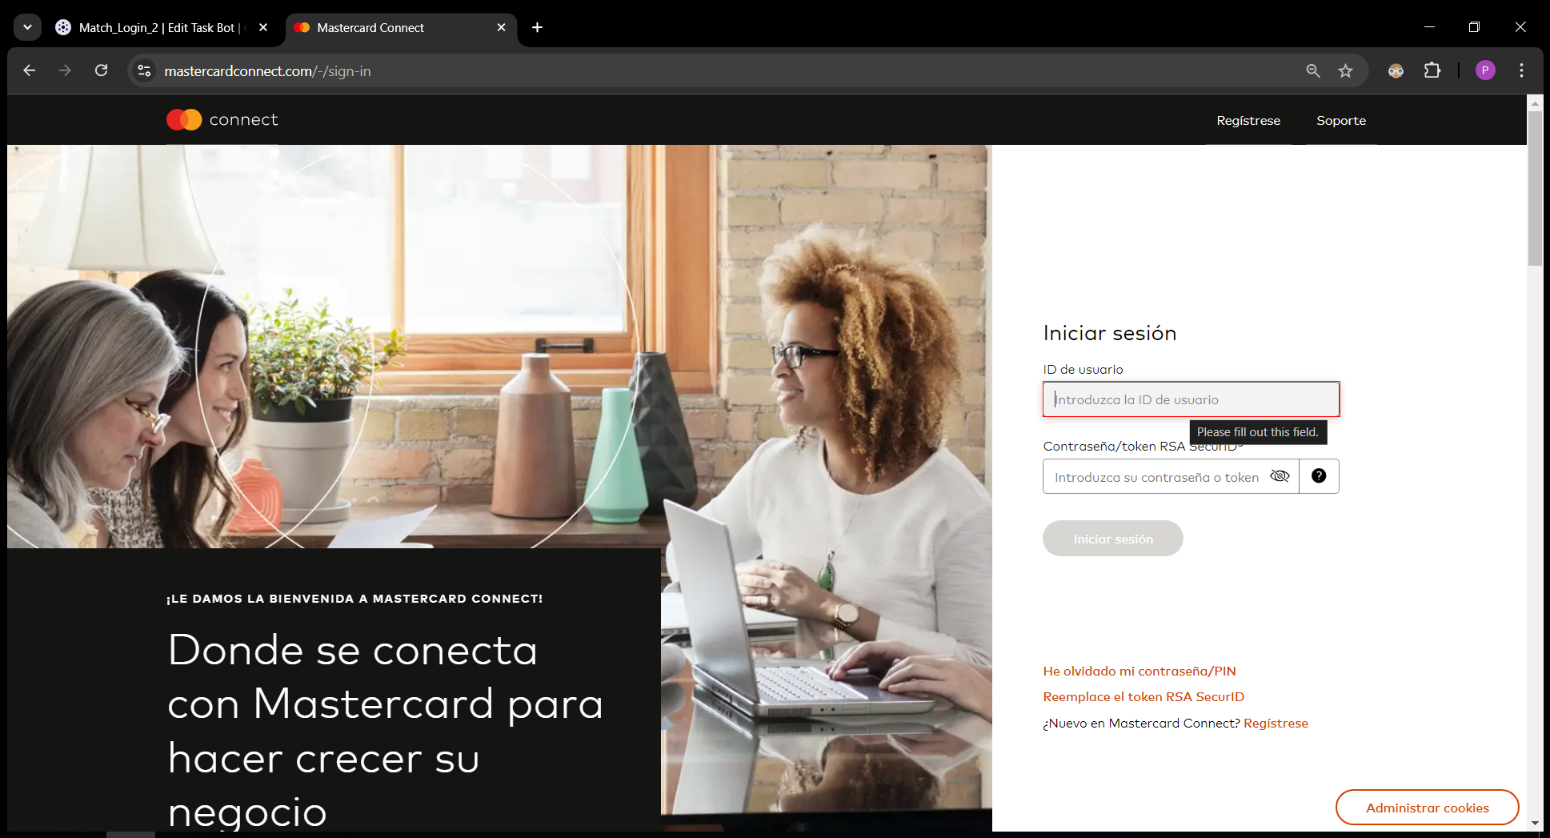 Match_Login_2 | Edit Task Bot |
Mastercard Connect
mastercardconnect.com/-/sign-in
P
connect
Regístrese
Soporte
Iniciar sesión
ID de usuario
Introduzca la ID de usuario
Please fill out this field.
Contraseña/token RSA SecurID®
Introduzca su contraseña o token
?
Iniciar sesión
¡LE DAMOS LA BIENVENIDA A MASTERCARD CONNECT!
Donde se conecta
con Mastercard para
hacer crecer su
negocio
He olvidado mi contraseña/PIN
Reemplace el token RSA SecurID
¿Nuevo en Mastercard Connect? Regístrese
Administrar cookies